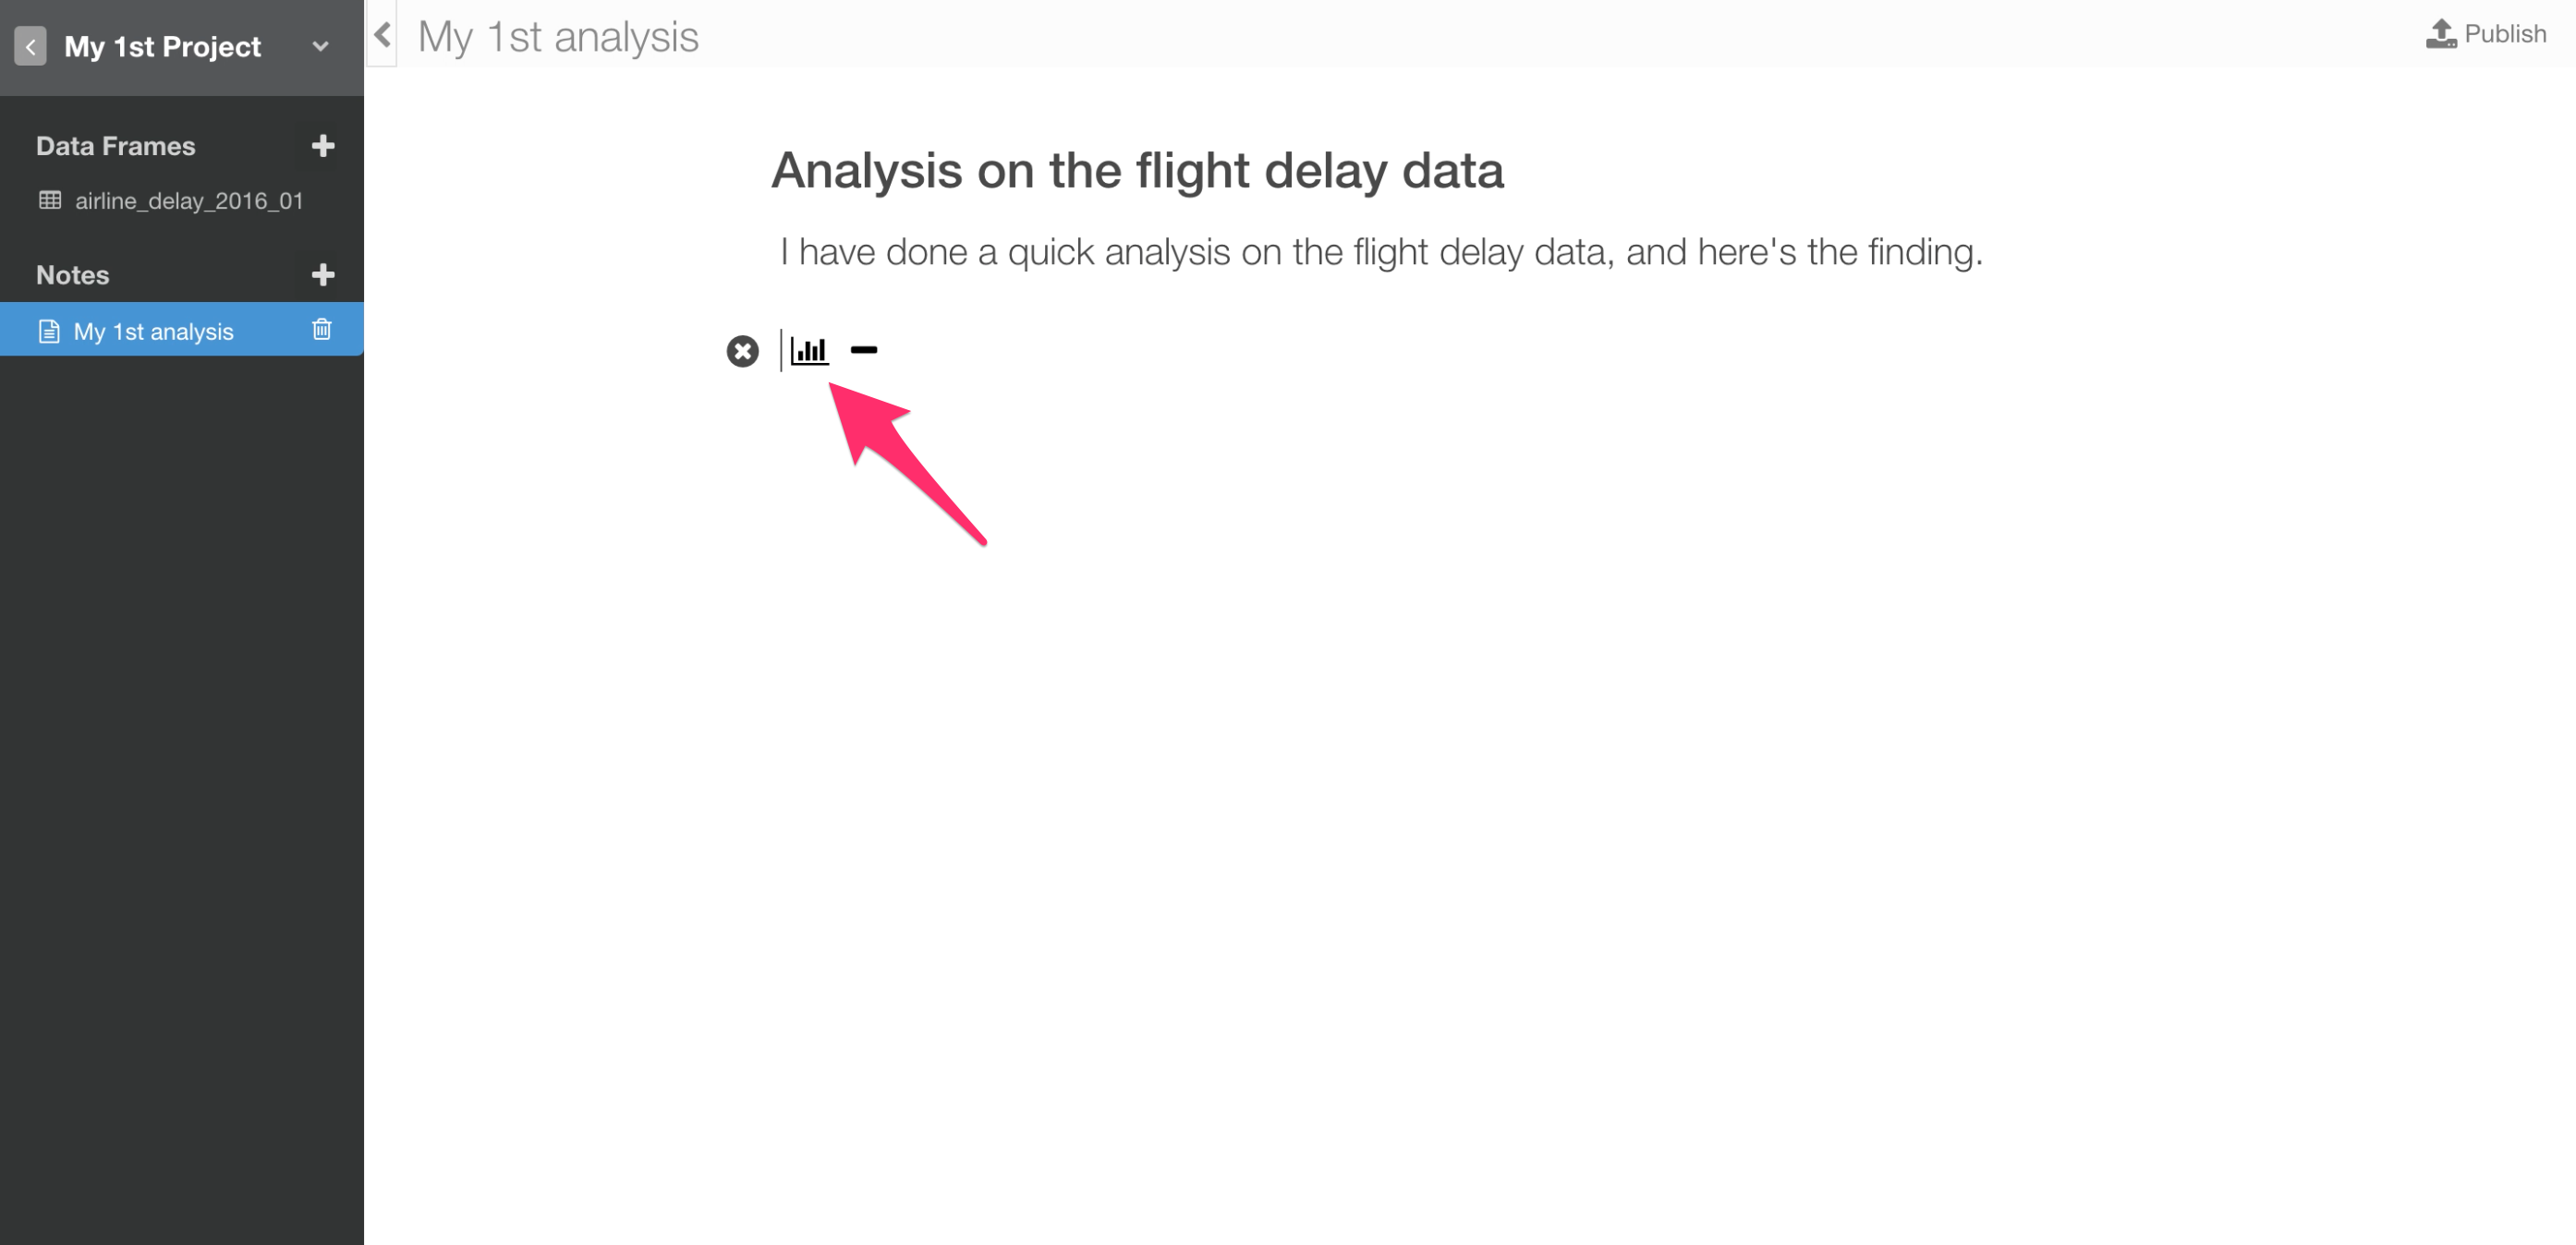 My 1st Project
Data Frames
airline_delay_2016_01
Notes
My 1st analysis
My 1st analysis
Publish
Analysis on the flight delay data
I have done a quick analysis on the flight delay data, and here's the finding.